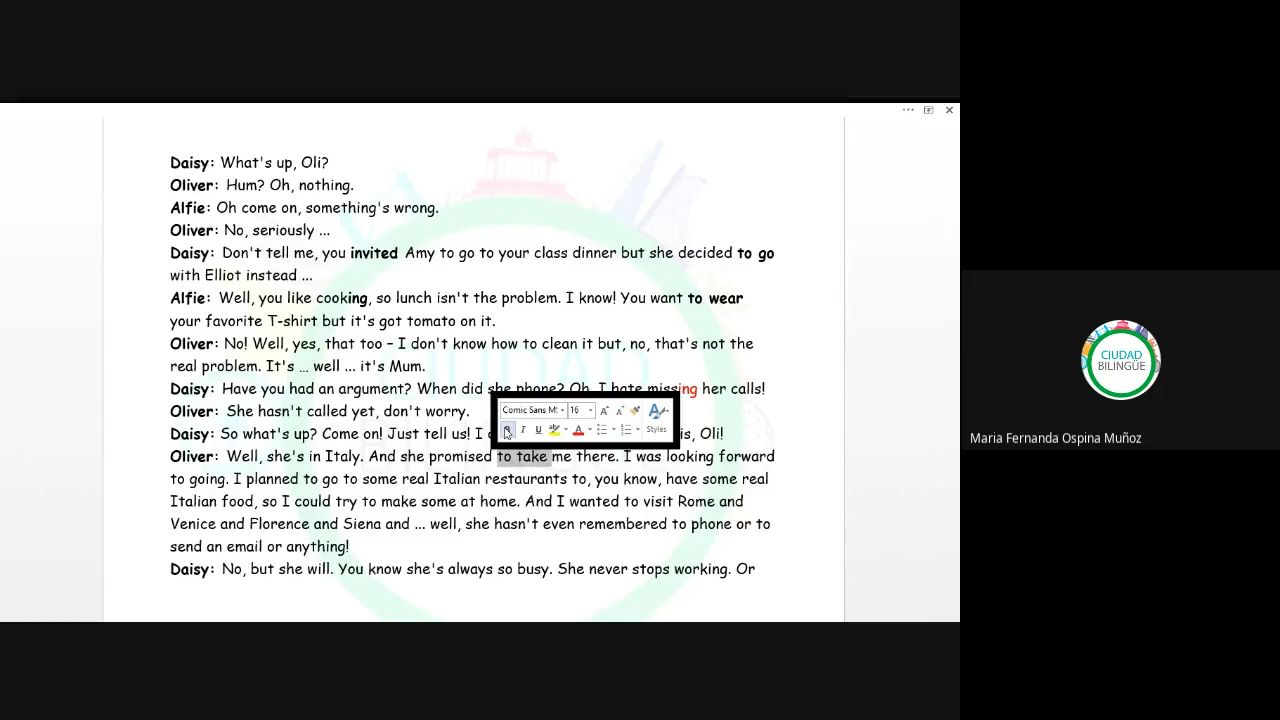 Daisy: What's up, Oli?
Oliver: Hum? Oh, nothing.
Alfie: Oh come on, something's wrong.
Oliver: No, seriously ...
Daisy: Don't tell me, you invited Amy to go to your class dinner but she decided to go
with Elliot instead ...
Alfie: Well, you like cooking, so lunch isn't the problem. I know! You want to wear
your favorite T-shirt but it's got tomato on it.
Oliver: No! Well, yes, that too – I don't know how to clean it but, no, that's not the
real problem. It's … well ... it's Mum.
Daisy: Have you had an argument? When did she phone? Oh, I hate missing her calls!
Oliver: She hasn't called yet, don't worry.
Comic Sans M: 16
Styles
Daisy: So what's up? Come on! Just tell us! I is, Oli!
Oliver: Well, she's in Italy. And she promised to take me there. I was looking forward
to going. I planned to go to some real Italian restaurants to, you know, have some real
Italian food, so I could try to make some at home. And I wanted to visit Rome and
Venice and Florence and Siena and ... well, she hasn't even remembered to phone or to
send an email or anything!
Daisy: No, but she will. You know she's always so busy. She never stops working. Or
CIUDAD
BILINGÜE
Maria Fernanda Ospina Muñoz